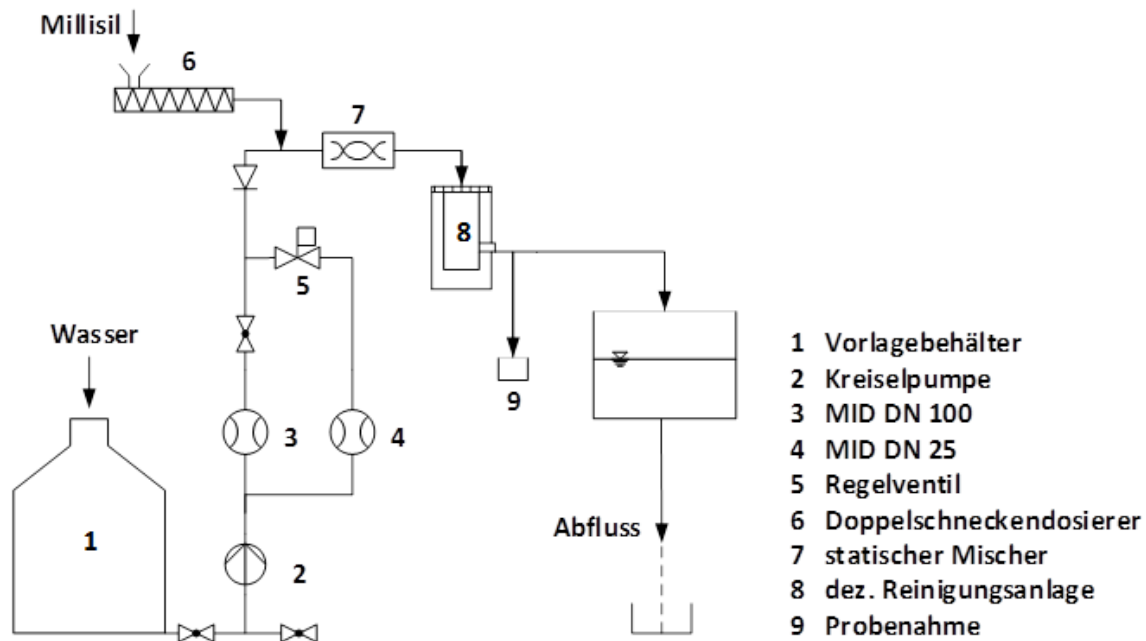 Millisil
6
7
8
5
Wasser
9
3
4
1
2
Abfluss
1 Vorlagebehälter
2 Kreiselpumpe
3 MID DN 100
4 MID DN 25
5 Regelventil
6 Doppelschneckendosierer
7 statischer Mischer
8 dez. Reinigungsanlage
9 Probenahme